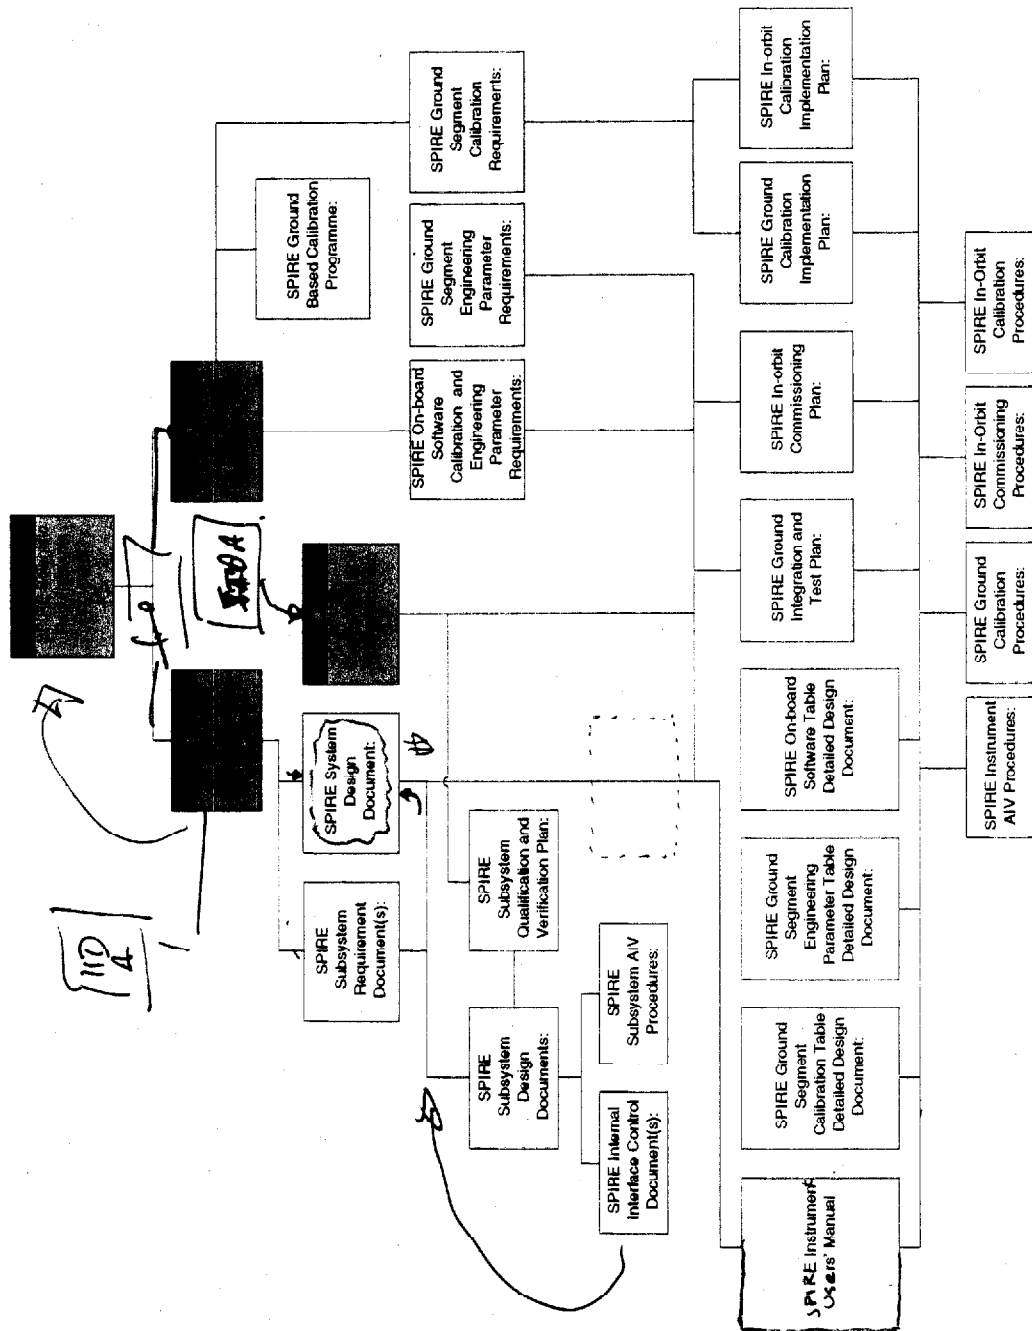 IID
A
SPIRE Ground
Based Calibration
Programme:
SPIRE System
Design
Document:
SPIRE
Subsystem
Requirement
Document(s):
SPIRE Ground
Segment
Calibration
Requirements:
SPIRE Ground
Segment
Engineering
Parameter
Requirements:
SPIRE On-board
Software
Calibration and
Engineering
Parameter
Requirements:
SPIRE
Subsystem
Qualification and
Verification Plan:
SPIRE
Subsystem
Design
Documents:
SPIRE
Subsystem AIV
Procedures:
SPIRE Internal
Interface Control
Document(s):
SPIRE In-orbit
Calibration
Implementation
Plan:
SPIRE Ground
Calibration
Implementation
Plan:
SPIRE In-orbit
Commissioning
Plan:
SPIRE Ground
Integration and
Test Plan:
SPIRE On-board
Software Table
Detailed Design
Document:
SPIRE Ground
Segment
Engineering
Parameter Table
Detailed Design
Document:
SPIRE Ground
Segment
Calibration Table
Detailed Design
Document:
SPIRE Instrument
Users' Manual
SPIRE In-Orbit
Calibration
Procedures:
SPIRE In-Orbit
Commissioning
Procedures:
SPIRE Ground
Calibration
Procedures:
SPIRE Instrument
AIV Procedures: